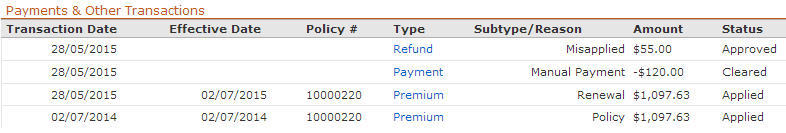 Payments & Other Transactions
Transaction Date Effective Date Policy # Type Subtype/Reason Amount Status
28/05/2015 Refund Misapplied $55.00 Approved
28/05/2015 Payment Manual Payment -$120.00 Cleared
28/05/2015 02/07/2015 10000220 Premium Renewal $1,097.63 Applied
02/07/2014 02/07/2014 10000220 Premium Policy $1,097.63 Applied